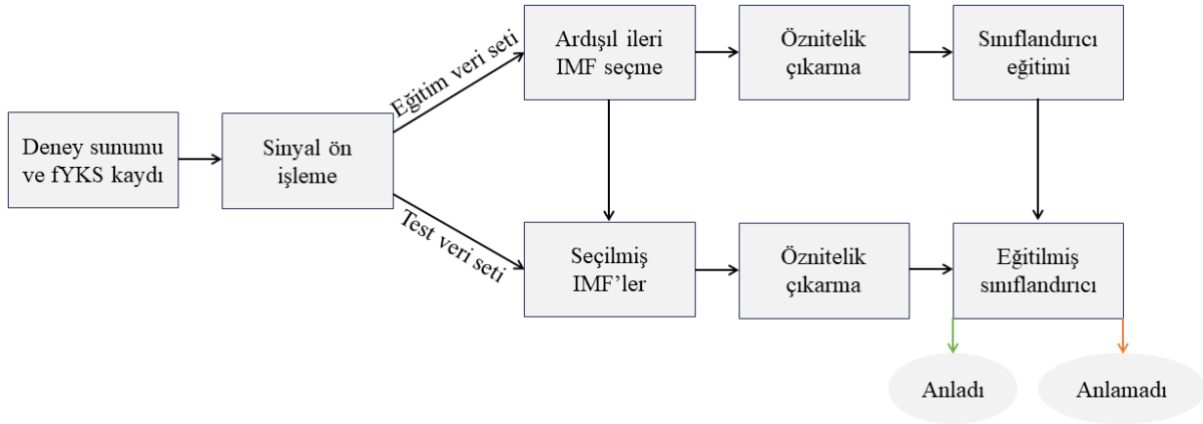 Deney sunumu
ve fYKS kaydı
Sinyal ön
işleme
Eğitim veri seti
Ardışıl ileri
IMF seçme
Öznitelik
çıkarma
Sınıflandırıcı
eğitimi
Test veri seti
Seçilmiş
IMF’ler
Öznitelik
çıkarma
Eğitilmiş
sınıflandırıcı
Anladı
Anlamadı